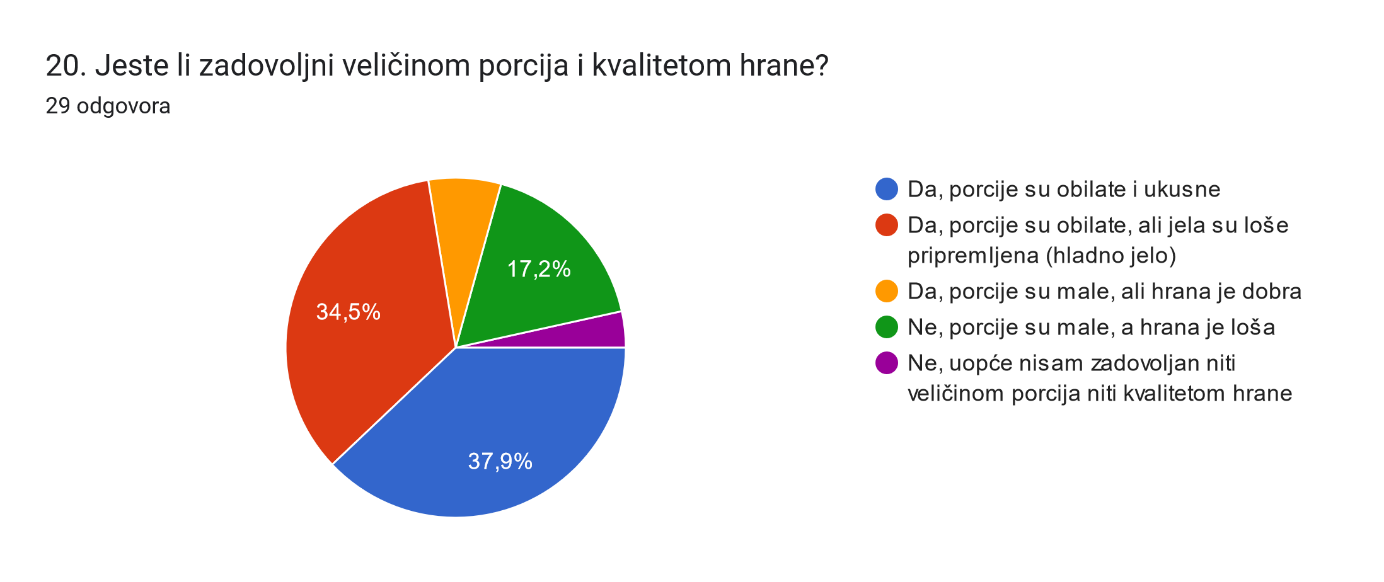 20. Jeste li zadovoljni veličinom porcija i kvalitetom hrane?
29 odgovora
Da, porcije su obilate i ukusne
Da, porcije su obilate, ali jela su loše
pripremljena (hladno jelo)
Da, porcije su male, ali hrana je dobra
Ne, porcije su male, a hrana je loša
Ne, uopće nisam zadovoljan niti
veličinom porcija niti kvalitetom hrane
17,2%
34,5%
37,9%